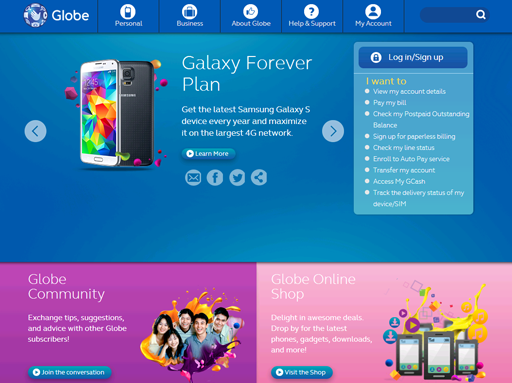 Globe
Personal
Business
About Globe
Help & Support
My Account
Galaxy Forever
Plan
Get the latest Samsung Galaxy S
device every year and maximize
it on the largest 4G network.
Learn More
Log in/Sign up
I want to
View my account details
Pay my bill
Check my Postpaid Outstanding
Balance
Sign up for paperless billing
Check my line status
Enroll to Auto Pay service
Transfer my account
Access My GCash
Track the delivery status of my
device/SIM
Globe
Community
Exchange tips, suggestions,
and advice with other Globe
subscribers!
Join the conversation
Globe Online
Shop
Delight in awesome deals.
Drop by for the latest
phones, gadgets, downloads,
and more!
Visit the Shop